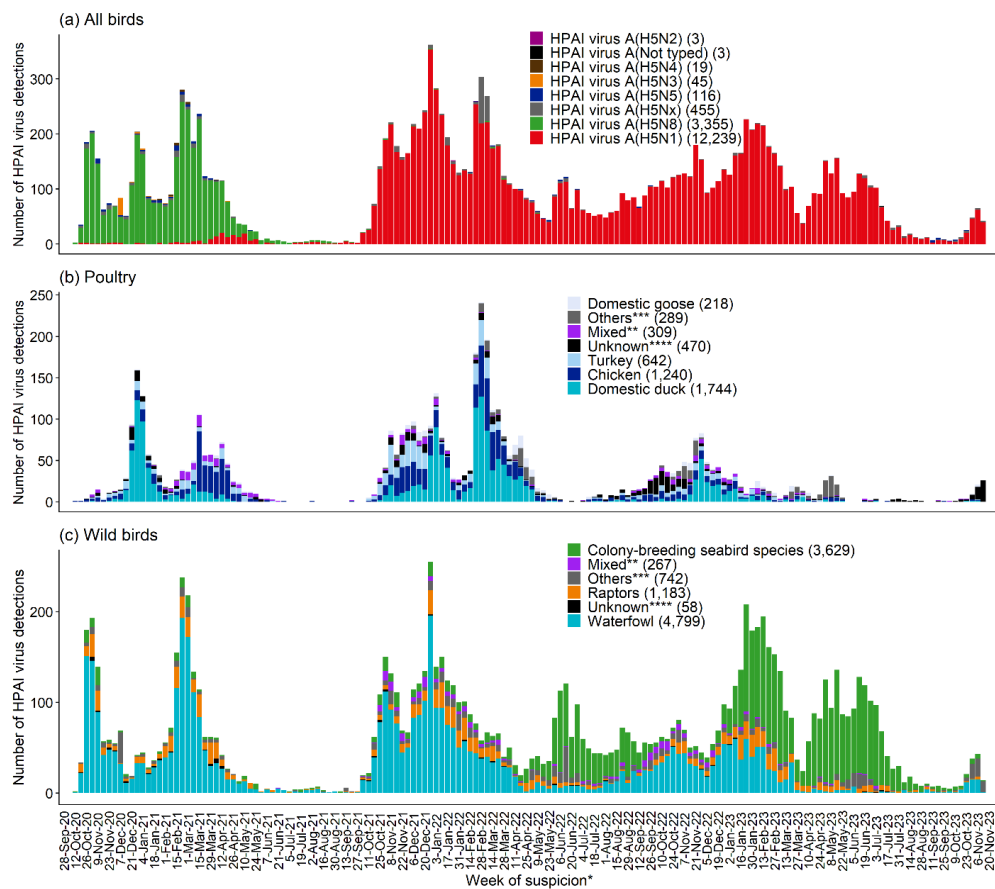 (a) All birds
Number of HPAI virus detections
300
200
100
0
HPAI virus A(H5N2) (3)
HPAI virus A(Not typed) (3)
HPAI virus A(H5N4) (19)
HPAI virus A(H5N3) (45)
HPAI virus A(H5N5) (116)
HPAI virus A(H5Nx) (455)
HPAI virus A(H5N8) (3,355)
HPAI virus A(H5N1) (12,239)
(b) Poultry
Number of HPAI virus detections
250
200
150
100
50
0
Domestic goose (218)
Others*** (289)
Mixed** (309)
Unknown**** (470)
Turkey (642)
Chicken (1,240)
Domestic duck (1,744)
(c) Wild birds
Number of HPAI virus detections
200
100
0
Colony-breeding seabird species (3,629)
Mixed** (267)
Others*** (742)
Raptors (1,183)
Unknown**** (58)
Waterfowl (4,799)
28-Sep-20
12-Oct-20
26-Oct-20
9-Nov-20
23-Nov-20
7-Dec-20
21-Dec-20
4-Jan-21
18-Jan-21
1-Feb-21
15-Feb-21
1-Mar-21
15-Mar-21
29-Mar-21
12-Apr-21
26-Apr-21
10-May-21
24-May-21
7-Jun-21
21-Jun-21
5-Jul-21
19-Jul-21
2-Aug-21
16-Aug-21
30-Aug-21
13-Sep-21
27-Sep-21
11-Oct-21
25-Oct-21
8-Nov-21
22-Nov-21
6-Dec-21
20-Dec-21
3-Jan-22
17-Jan-22
31-Jan-22
14-Feb-22
28-Feb-22
14-Mar-22
28-Mar-22
11-Apr-22
25-Apr-22
9-May-22
23-May-22
6-Jun-22
20-Jun-22
4-Jul-22
18-Jul-22
1-Aug-22
15-Aug-22
29-Aug-22
12-Sep-22
26-Sep-22
10-Oct-22
24-Oct-22
7-Nov-22
21-Nov-22
5-Dec-22
19-Dec-22
2-Jan-23
16-Jan-23
30-Jan-23
13-Feb-23
27-Feb-23
13-Mar-23
27-Mar-23
10-Apr-23
24-Apr-23
8-May-23
22-May-23
5-Jun-23
19-Jun-23
3-Jul-23
17-Jul-23
31-Jul-23
14-Aug-23
28-Aug-23
11-Sep-23
25-Sep-23
9-Oct-23
23-Oct-23
6-Nov-23
20-Nov-23
Week of suspicion*